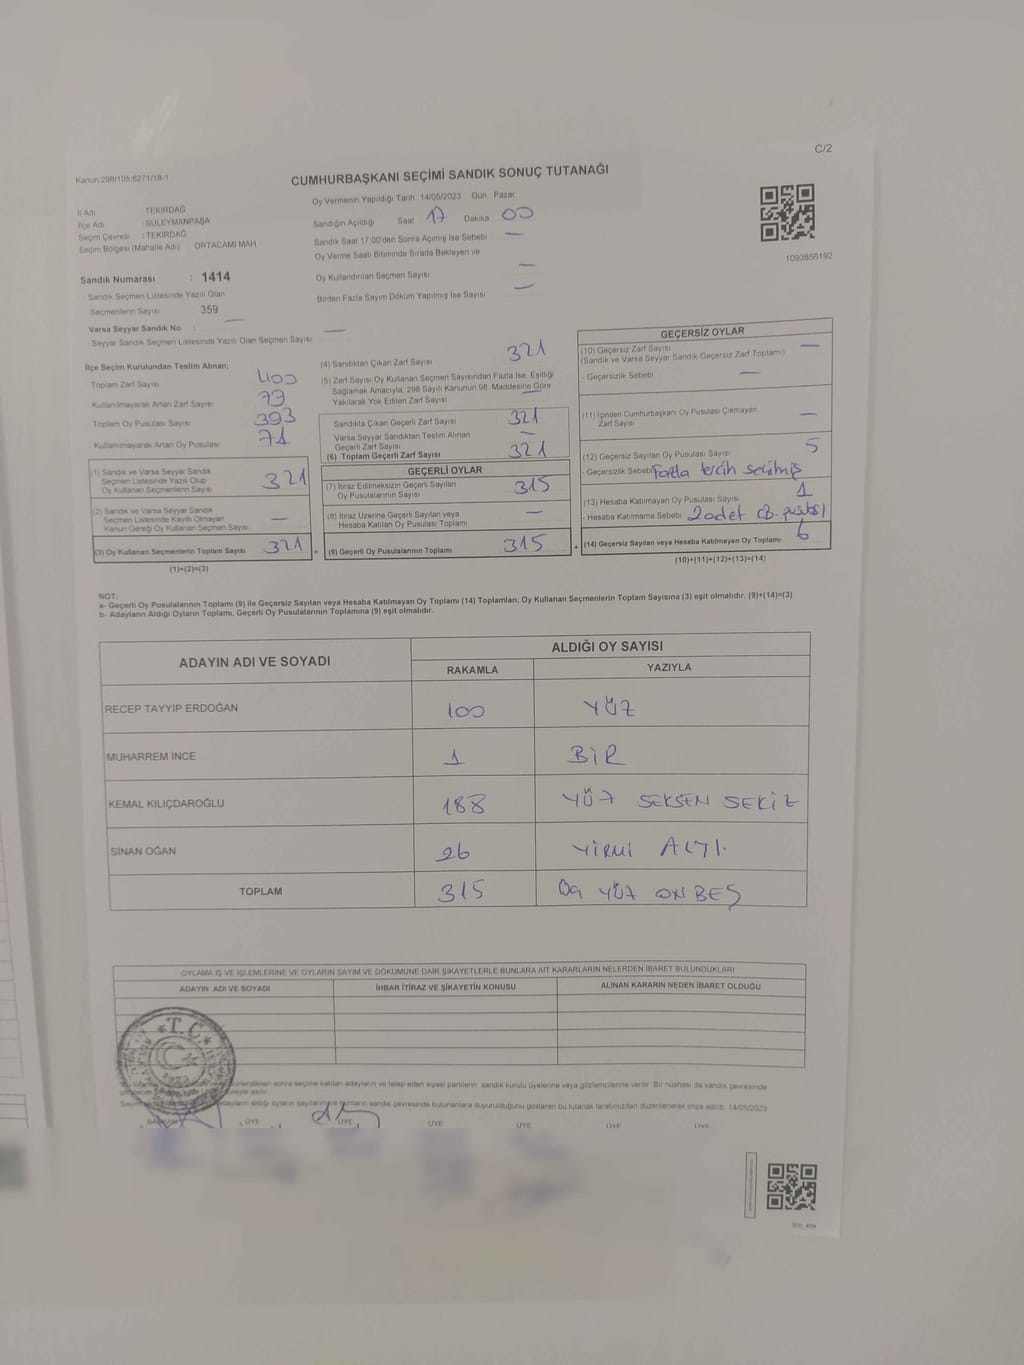 C/2
Kanun:298/105,6271/18-1
CUMHURBAŞKANI SEÇİMİ SANDIK SONUÇ TUTANAĞI
Oy Vermenin Yapıldığı Tarih 14/05/2023 Gün : Pazar
İl Adı TEKİRDAĞ
İlçe Adı SÜLEYMANPAŞA
Seçim Çevresi : TEKİRDAĞ
Seçim Bölgesi (Mahalle Adı) ORTACAMİ MAH.
Sandığın Açıldığı Saat 17 Dakika 00
Sandık Saat 17:00'den Sonra Açımış İse Sebebi —
Oy Verme Saati Bitiminde Sırada Bekleyen ve
Oy Kullandırılan Seçmen Sayısı —
Birden Fazla Sayım Döküm Yapılmış İse Sayısı —
1093856192
Sandık Numarası : 1414
Sandık Seçmen Listesinde Yazılı Olan
Seçmenlerin Sayısı 359
Varsa Seyyar Sandık No : —
Seyyar Sandık Seçmen Listesinde Yazılı Olan Seçmen Sayısı —
İlçe Seçim Kurulundan Teslim Alınan;
Toplam Zarf Sayısı 400
Kullanılmayarak Artan Zarf Sayısı 79
Toplam Oy Pusulası Sayısı 393
Kullanılmayarak Artan Oy Pusulası 71
(1) Sandık ve Varsa Seyyar Sandık
Seçmen Listesinde Yazılı Olup
Oy Kullanan Seçmenlerin Sayısı 321
(2) Sandık ve Varsa Seyyar Sandık
Seçmen Listesinde Kayıtlı Olmayan
Kanun Gereği Oy Kullanan Seçmen Sayısı —
(3) Oy Kullanan Seçmenlerin Toplam Sayısı 321
(1)+(2)=(3)
(4) Sandıktan Çıkan Zarf Sayısı 321
(5) Zarf Sayısı Oy Kullanan Seçmen Sayısından Fazla İse, Eşitliği
Sağlamak Amacıyla, 298 Sayılı Kanunun 98. Maddesine Göre
Yakılarak Yok Edilen Zarf Sayısı —
Sandıkta Çıkan Geçerli Zarf Sayısı 321
Varsa Seyyar Sandıktan Teslim Alınan
Geçerli Zarf Sayısı —
(6) Toplam Geçerli Zarf Sayısı 321
GEÇERLİ OYLAR
(7) İtiraz Edilmeksizin Geçerli Sayılan
Oy Pusulalarının Sayısı 315
(8) İtiraz Üzerine Geçerli Sayılan veya
Hesaba Katılan Oy Pusulası Toplamı —
= (9) Geçerli Oy Pusulalarının Toplamı 315
GEÇERSİZ OYLAR
(10) Geçersiz Zarf Sayısı
(Sandık ve Varsa Seyyar Sandık Geçersiz Zarf Toplamı) —
- Geçersizlik Sebebi —
(11) İçinden Cumhurbaşkanı Oy Pusulası Çıkmayan
Zarf Sayısı —
(12) Geçersiz Sayılan Oy Pusulası Sayısı 5
- Geçersizlik Sebebi Fazla tercih seçimiş
(13) Hesaba Katılmayan Oy Pusulası Sayısı 1
- Hesaba Katılmama Sebebi 2 adet CB.
+ (14) Geçersiz Sayılan veya Hesaba Katılmayan Oy Toplamı 6
(10)+(11)+(12)+(13)=(14)
NOT:
a- Geçerli Oy Pusulalarının Toplamı (9) ile Geçersiz Sayılan veya Hesaba Katılmayan Oy Toplamı (14) Toplamları, Oy Kullanan Seçmenlerin Toplam Sayısına (3) eşit olmalıdır. (9)+(14)=(3)
b- Adayların Aldığı Oyların Toplamı, Geçerli Oy Pusulalarının Toplamına (9) eşit olmalıdır.
ADAYIN ADI VE SOYADI
ALDIĞI OY SAYISI
RAKAMLA YAZIYLA
RECEP TAYYİP ERDOĞAN 100 YÜZ
MUHARREM İNCE 1 BİR
KEMAL KILIÇDAROĞLU 188 YÜZ SEKSEN SEKİZ
SİNAN OĞAN 26 YİRMİ ALTI
TOPLAM 315 ÜÇ YÜZ ON BEŞ
OYLAMA İŞ VE İŞLEMLERİNE VE OYLARIN SAYIM VE DÖKÜMÜNE DAİR ŞİKAYETLERLE BUNLARA AİT KARARLARIN NELERDEN İBARET BULUNDUKLARI
ADAYIN ADI VE SOYADI İHBAR İTİRAZ VE ŞİKAYETİN KONUSU ALINAN KARARIN NEDEN İBARET OLDUĞU
T.C.
sonra seçime katılan adayların ve talep eden siyasi partilerin sandık kurulu üyelerine veya gözlemcilerine verilir. Bir nüshası da sandık çevresinde
adayların aldığı oyların sandık çevresinde bulunanlara duyurulduğunu gösteren bu tutanak tarafımızdan düzenlenerek imza edildi. 14/05/2023
BAŞKAN ÜYE ÜYE ÜYE ÜYE ÜYE ÜYE